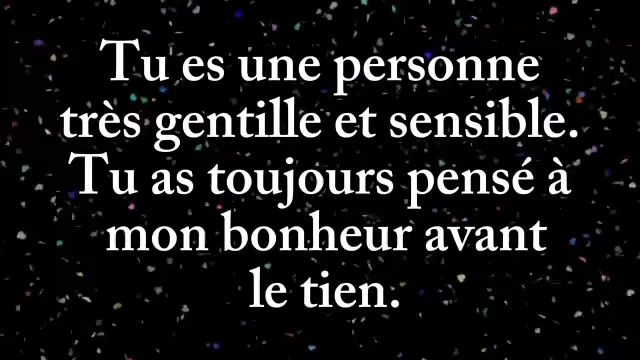 Tu es une personne
très gentille et sensible.
Tu as toujours pensé à
mon bonheur avant
le tien.